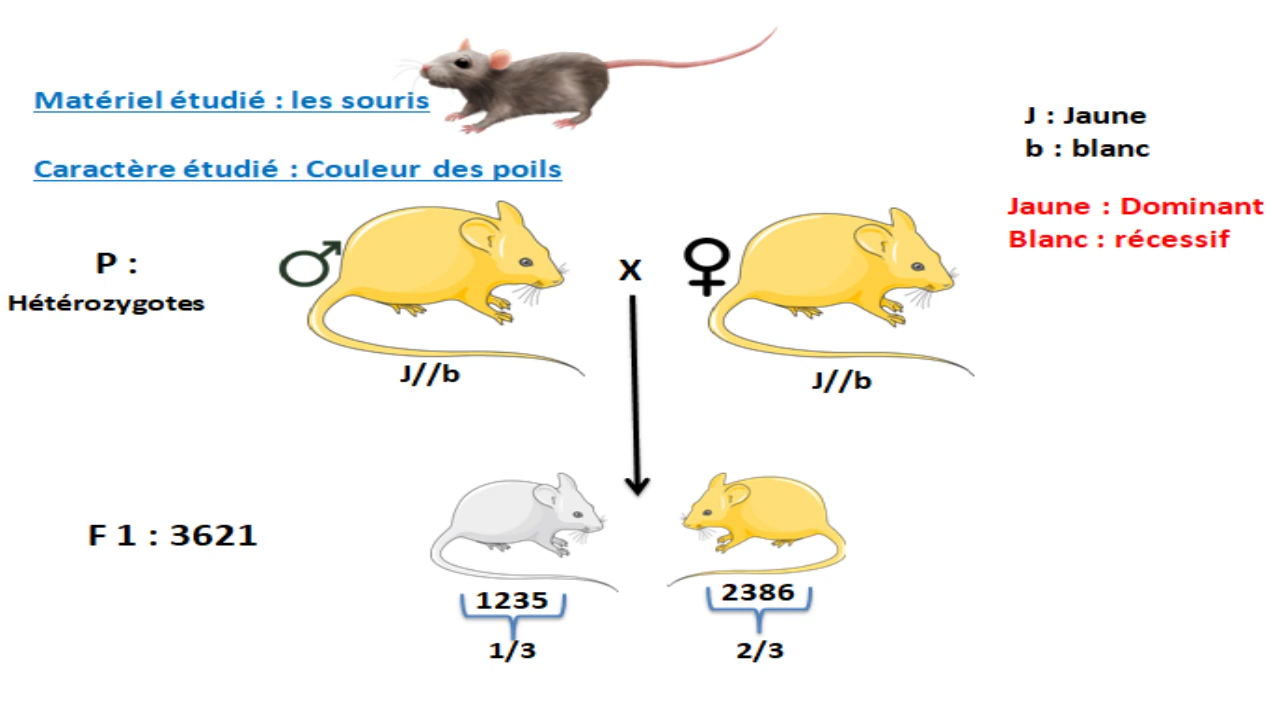 Matériel étudié : les souris
J : Jaune
b : blanc
Caractère étudié : Couleur des poils
Jaune : Dominant
Blanc : récessif
P :
Hétérozygotes
X
J//b
J//b
F 1 : 3621
1235
2386
1/3
2/3